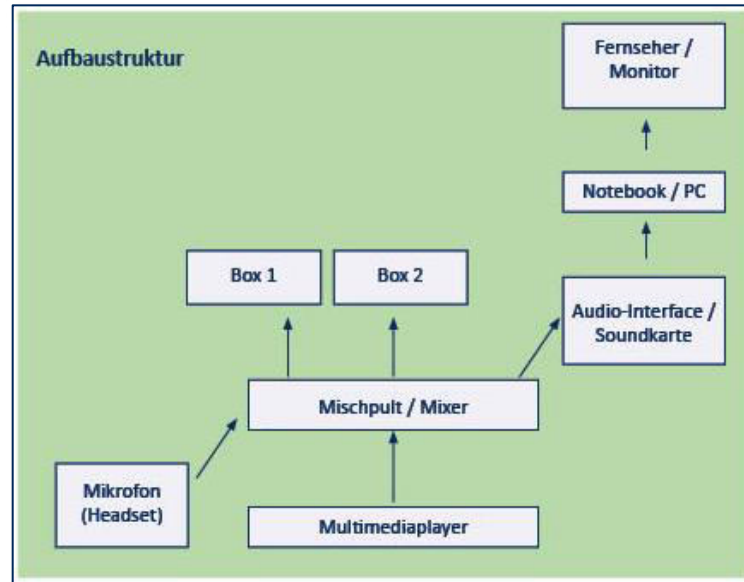 Aufbaustruktur
Fernseher /
Monitor
Notebook / PC
Box 1
Box 2
Audio-Interface /
Soundkarte
Mischpult / Mixer
Mikrofon
(Headset)
Multimediaplayer